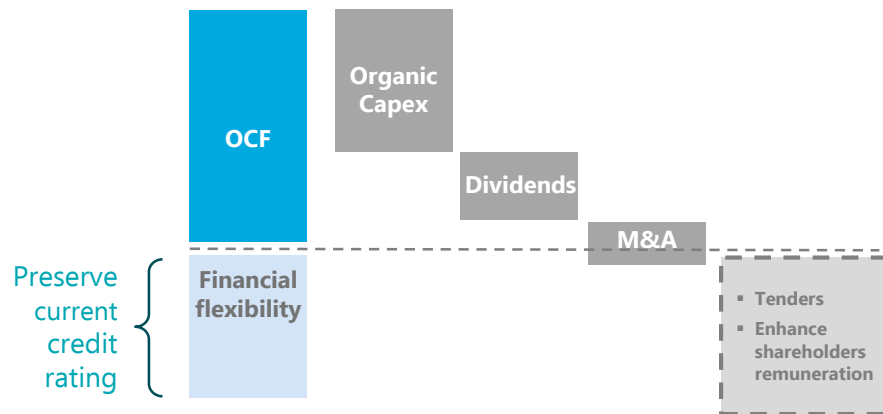 OCF
Organic
Capex
Dividends
M&A
Preserve
current
credit
rating
Financial
flexibility
▪ Tenders
▪ Enhance
shareholders
remuneration